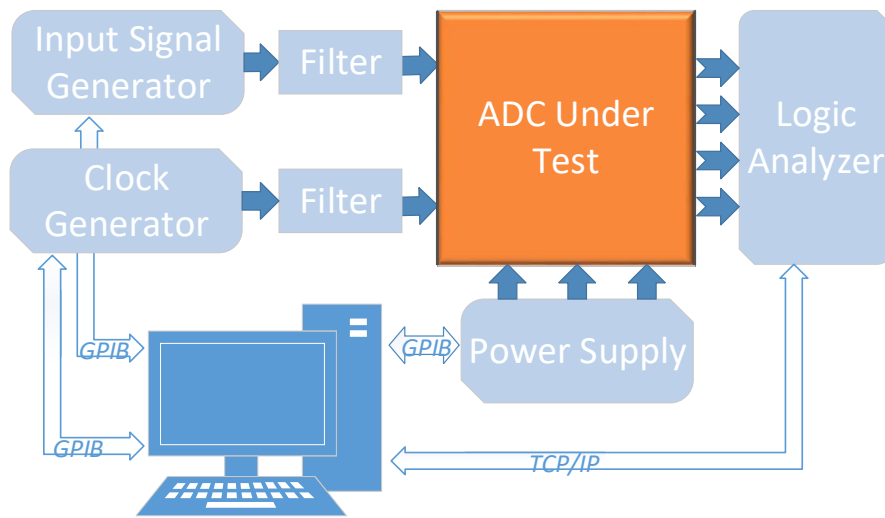 Input Signal
Generator
Filter
ADC Under
Test
Logic
Analyzer
Clock
Generator
Filter
GPIB
GPIB
Power Supply
GPIB
TCP/IP